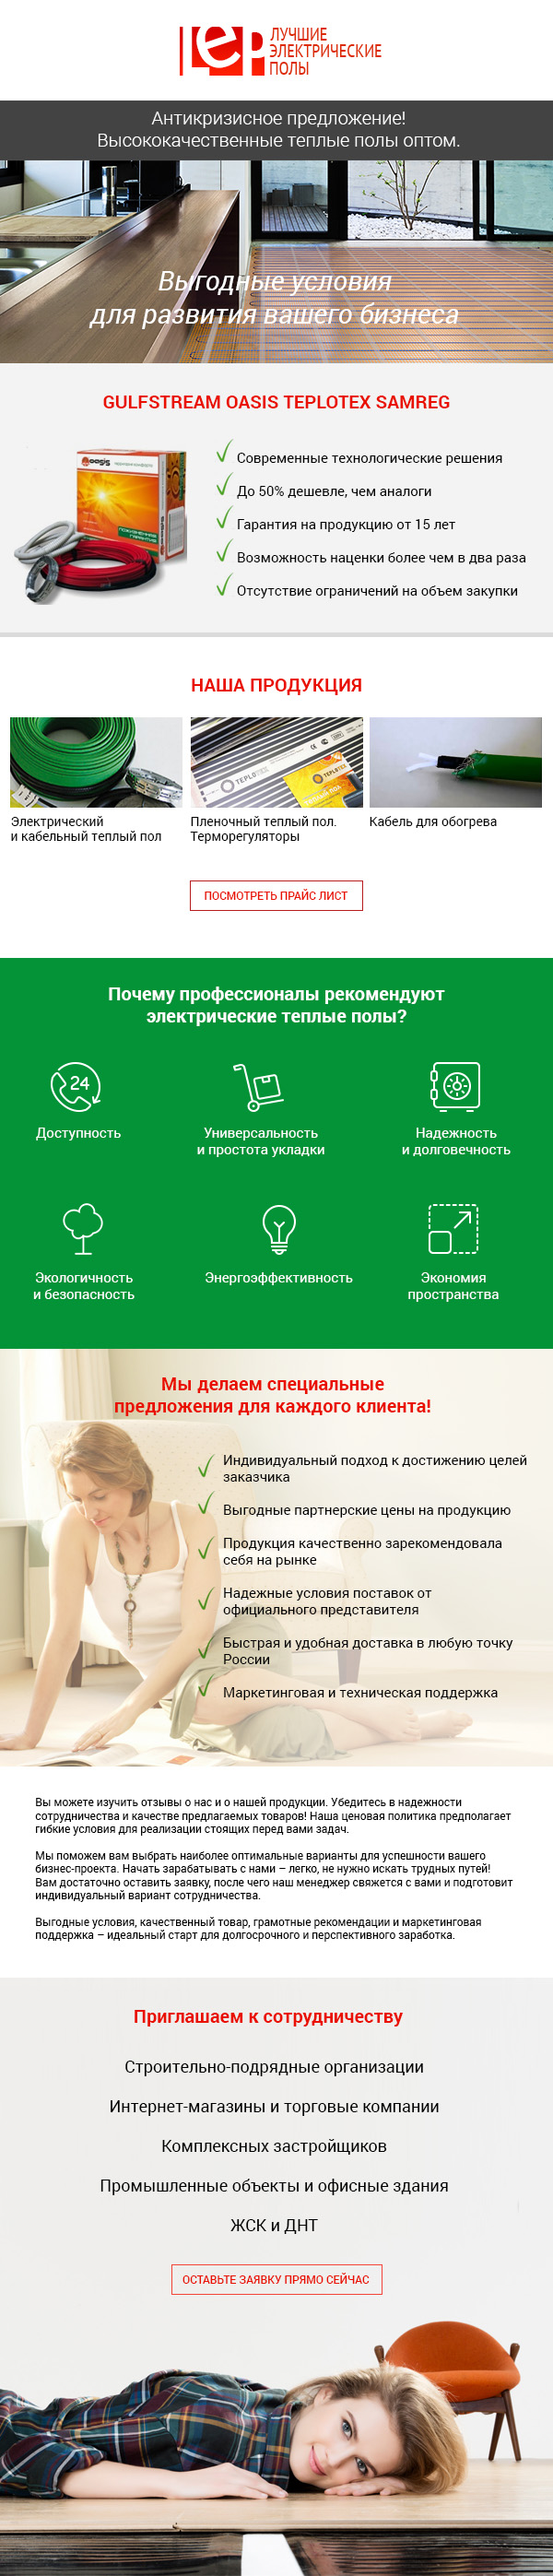 ЛУЧШИЕ
ЭЛЕКТРИЧЕСКИЕ
ПОЛЫ
Антикризисное предложение!
Высококачественные теплые полы оптом.
Выгодные условия
для развития вашего бизнеса
GULFSTREAM OASIS TEPLOTEX SAMREG
oasis
Современные технологические решения
До 50% дешевле, чем аналоги
Гарантия на продукцию от 15 лет
Возможность наценки более чем в два раза
Отсутствие ограничений на объем закупки
НАША ПРОДУКЦИЯ
TEPLOTEX
Электрический
и кабельный теплый пол
Пленочный теплый пол.
Терморегуляторы
Кабель для обогрева
ПОСМОТРЕТЬ ПРАЙС ЛИСТ
Почему профессионалы рекомендуют
электрические теплые полы?
24
Доступность
Универсальность
и простота укладки
Надежность
и долговечность
Экологичность
и безопасность
Энергоэффективность
Экономия
пространства
Мы делаем специальные
предложения для каждого клиента!
Индивидуальный подход к достижению целей
заказчика
Выгодные партнерские цены на продукцию
Продукция качественно зарекомендовала
себя на рынке
Надежные условия поставок от
официального представителя
Быстрая и удобная доставка в любую точку
России
Маркетинговая и техническая поддержка
Вы можете изучить отзывы о нас и о нашей продукции. Убедитесь в надежности
сотрудничества и качестве предлагаемых товаров! Наша ценовая политика предполагает
гибкие условия для реализации стоящих перед вами задач.
Мы поможем вам выбрать наиболее оптимальные варианты для успешности вашего
бизнес-проекта. Начать зарабатывать с нами – легко, не нужно искать трудных путей!
Вам достаточно оставить заявку, после чего наш менеджер свяжется с вами и подготовит
индивидуальный вариант сотрудничества.
Выгодные условия, качественный товар, грамотные рекомендации и маркетинговая
поддержка – идеальный старт для долгосрочного и перспективного заработка.
Приглашаем к сотрудничеству
Строительно-подрядные организации
Интернет-магазины и торговые компании
Комплексных застройщиков
Промышленные объекты и офисные здания
ЖСК и ДНТ
ОСТАВЬТЕ ЗАЯВКУ ПРЯМО СЕЙЧАС